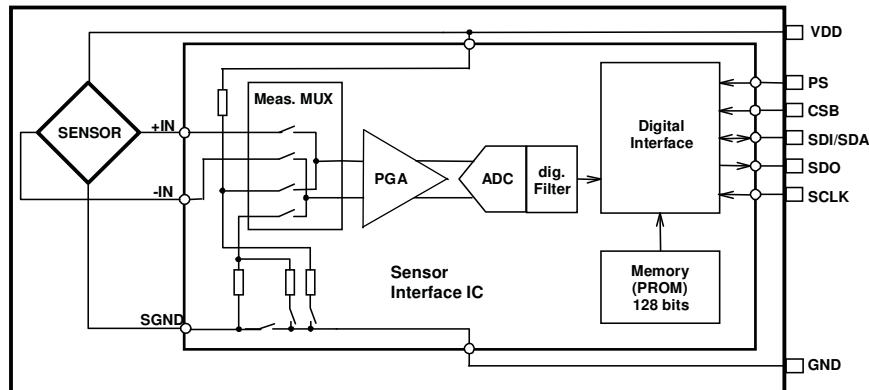 VDD
PS
Meas. MUX
CSB
+IN
SENSOR
Digital
Interface
SDI/SDA
PGA
ADC
dig.
Filter
SDO
-IN
SCLK
Sensor
Interface IC
Memory
(PROM)
128 bits
SGND
GND